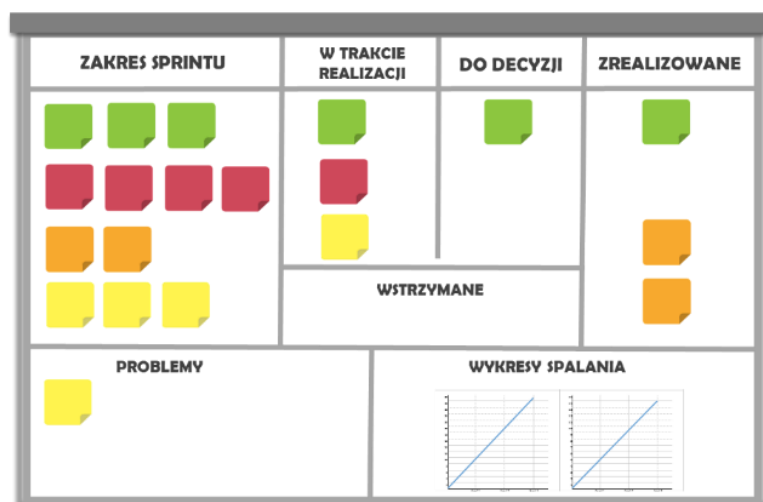 ZAKRES SPRINTU
W TRAKCIE
REALIZACJI
DO DECYZJI
ZREALIZOWANE
WSTRZYMANE
PROBLEMY
WYKRESY SPALANIA